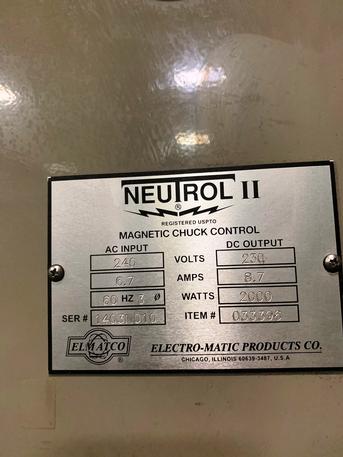 NEUTROL II
®
REGISTERED USPTO
MAGNETIC CHUCK CONTROL
AC INPUT DC OUTPUT
240 VOLTS 230
6.7 AMPS 8.7
60 HZ 3 Ø WATTS 2000
SER # ITEM # 033396
ELMATCO ® ELECTRO-MATIC PRODUCTS CO.
CHICAGO, ILLINOIS 60639-3487, U.S.A